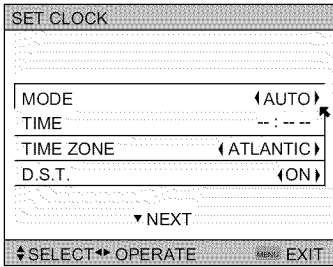 SET CLOCK
MODE AUTO
TIME -- : -- --
TIME ZONE ATLANTIC
D.S.T. ON
NEXT
SELECT OPERATE MENU EXIT